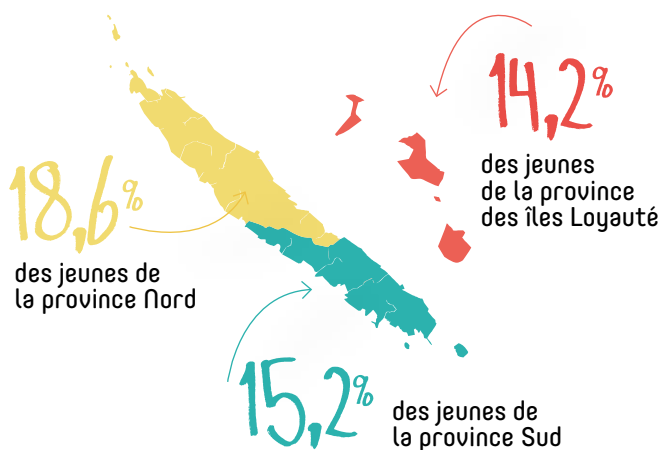 14,2%
des jeunes
de la province
des îles Loyauté
18,6%
des jeunes de
la province Nord
15,2%
des jeunes de
la province Sud